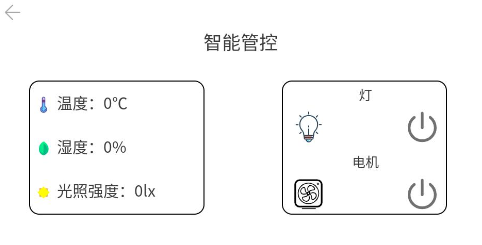 智能管控
温度：0℃
湿度：0%
光照强度：0lx
灯
电机